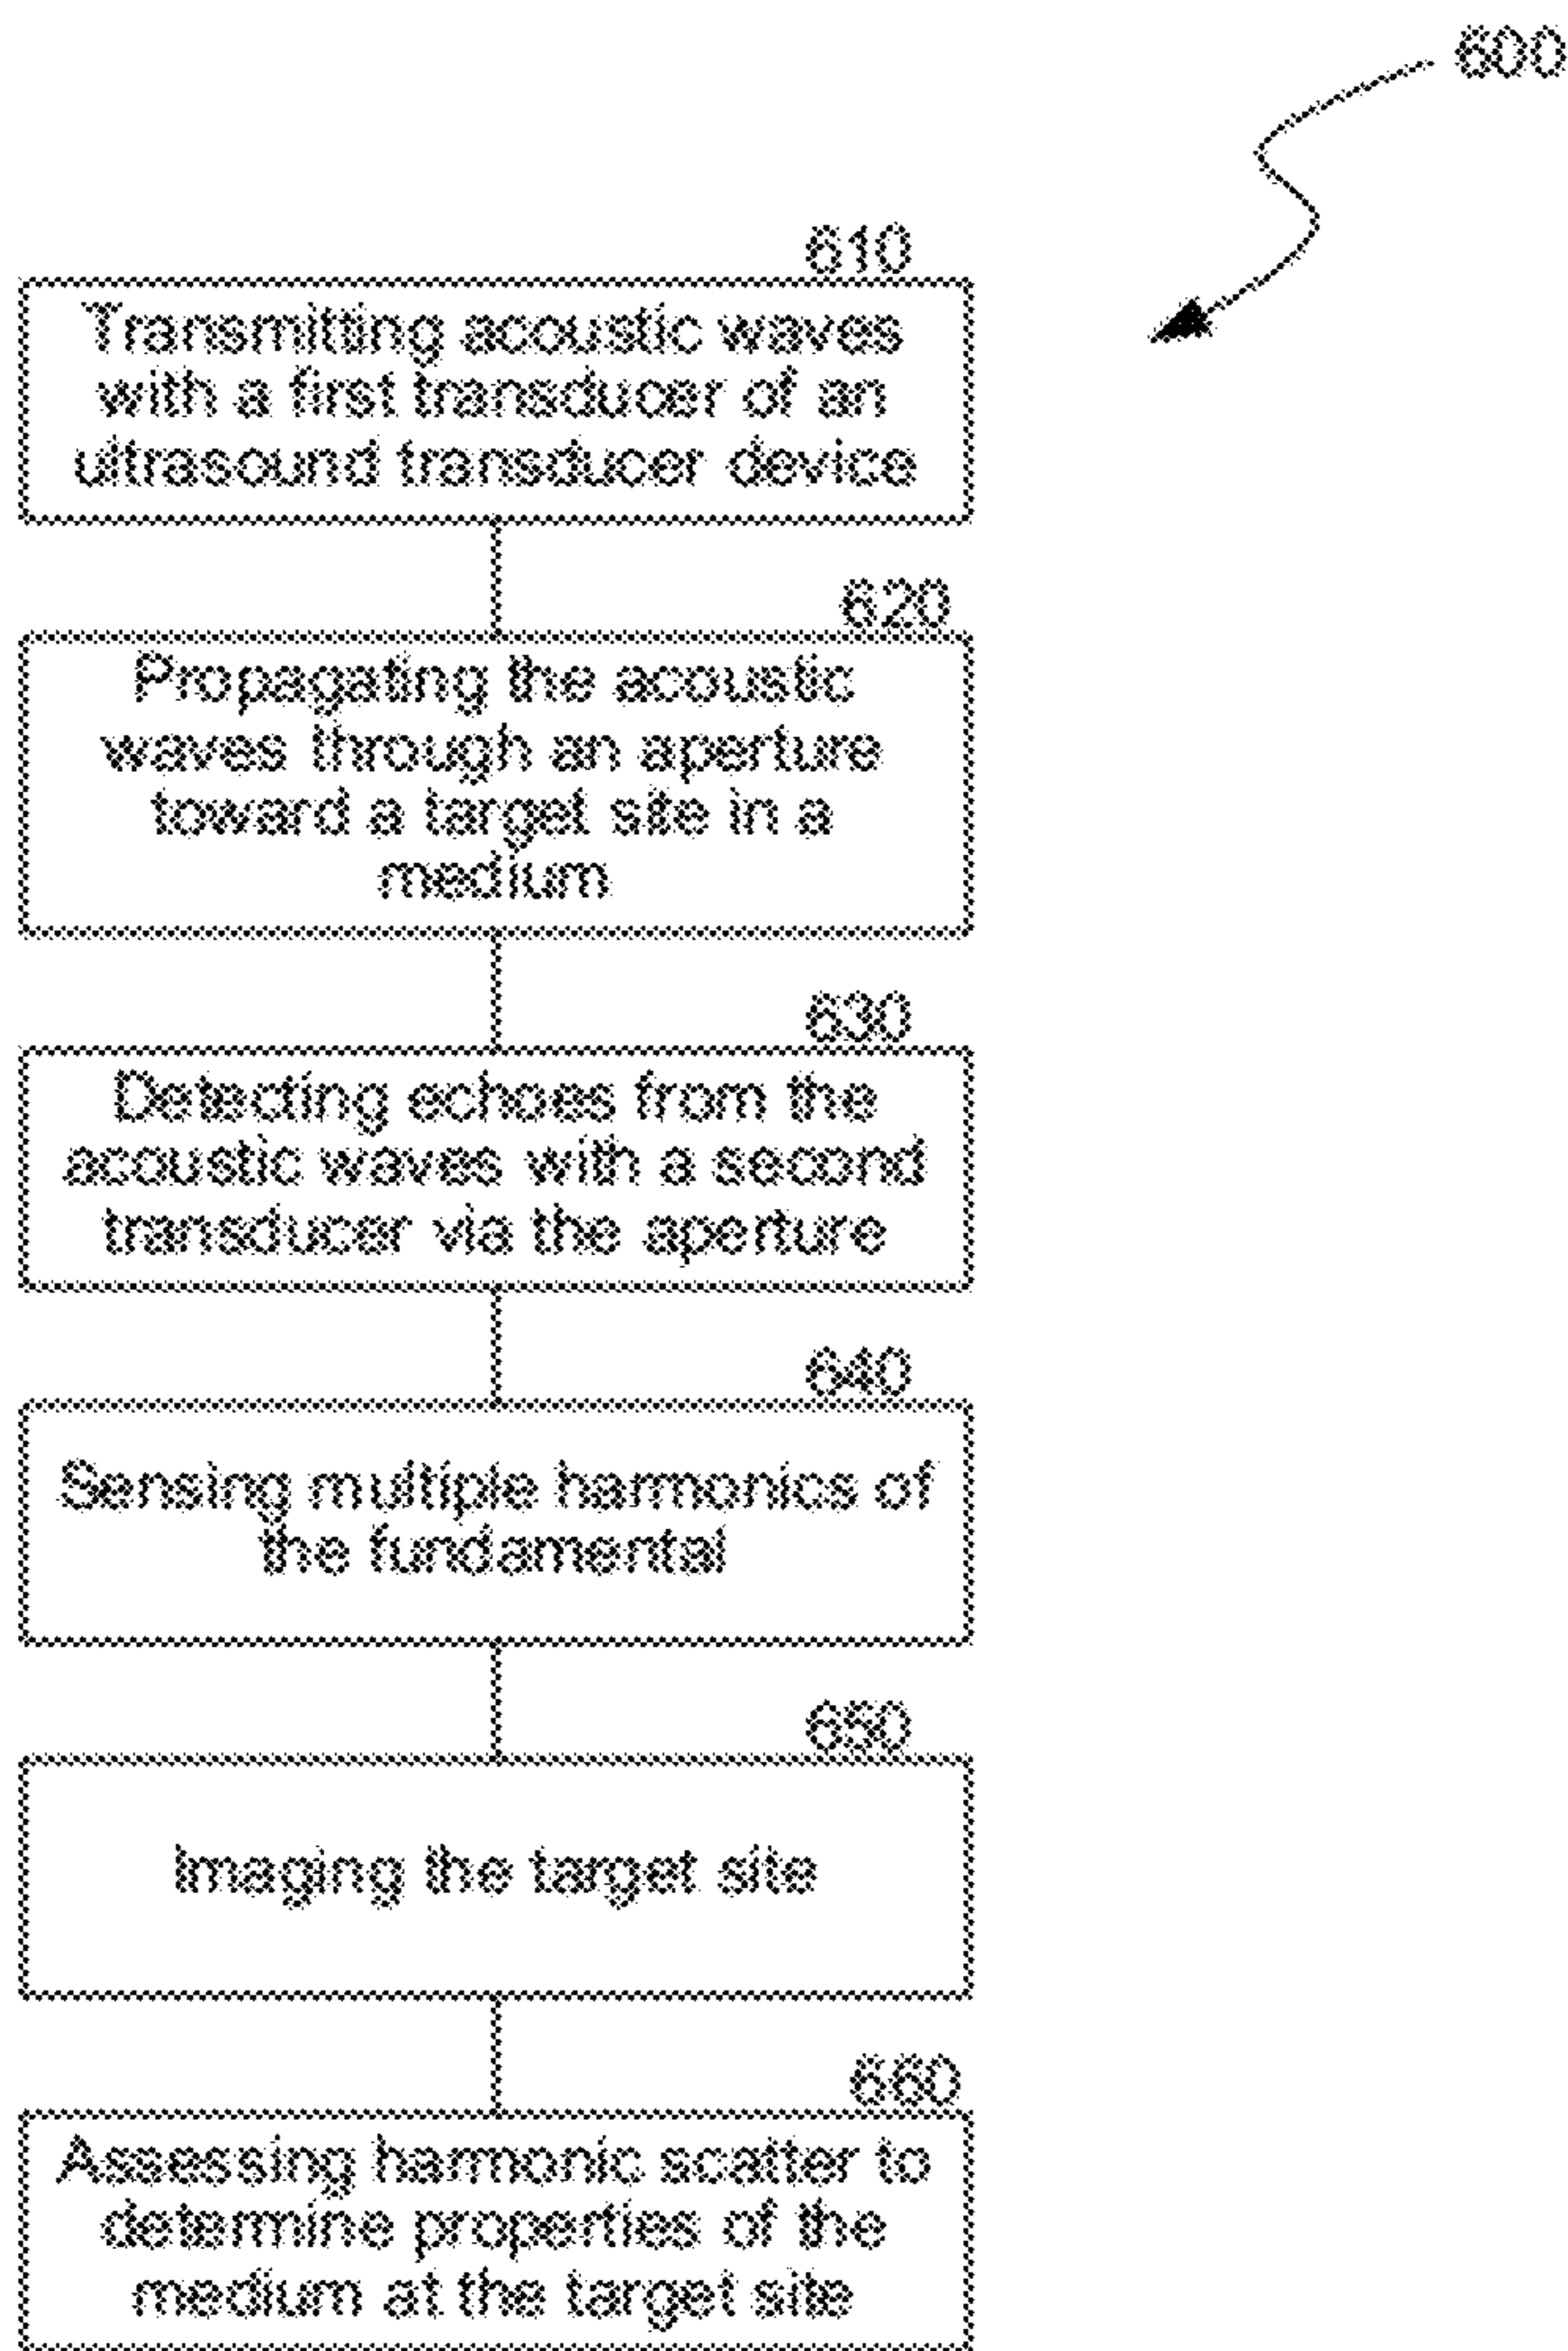 600
610
Transmitting acoustic waves
with a first transducer of an
ultrasound transducer device
620
Propagating the acoustic
waves through an aperture
toward a target site in a
medium
630
Detecting echoes from the
acoustic waves with a second
transducer via the aperture
640
Sensing multiple harmonics of
the fundamental
650
Imaging the target site
660
Assessing harmonic scatter to
determine properties of the
medium at the target site